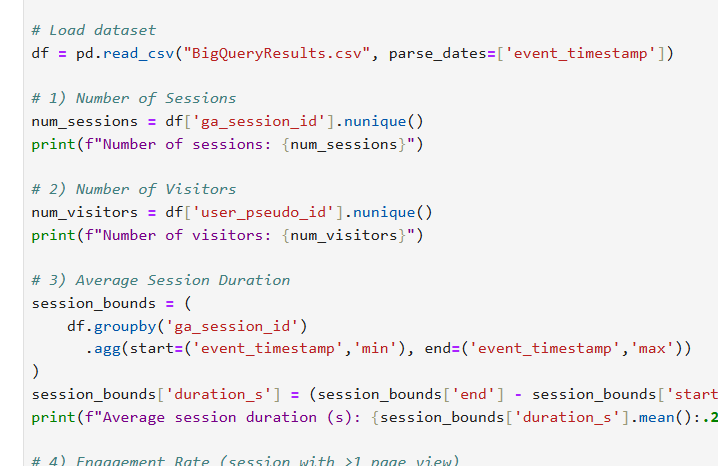 # Load dataset
df = pd.read_csv("BigQueryResults.csv", parse_dates=['event_timestamp'])
# 1) Number of Sessions
num_sessions = df['ga_session_id'].nunique()
print(f"Number of sessions: {num_sessions}")
# 2) Number of Visitors
num_visitors = df['user_pseudo_id'].nunique()
print(f"Number of visitors: {num_visitors}")
# 3) Average Session Duration
session_bounds = (
    df.groupby('ga_session_id')
      .agg(start=('event_timestamp','min'), end=('event_timestamp','max'))
)
session_bounds['duration_s'] = (session_bounds['end'] - session_bounds['start
print(f"Average session duration (s): {session_bounds['duration_s'].mean():.2
# 4) Engagement Rate (session with >1 page view)